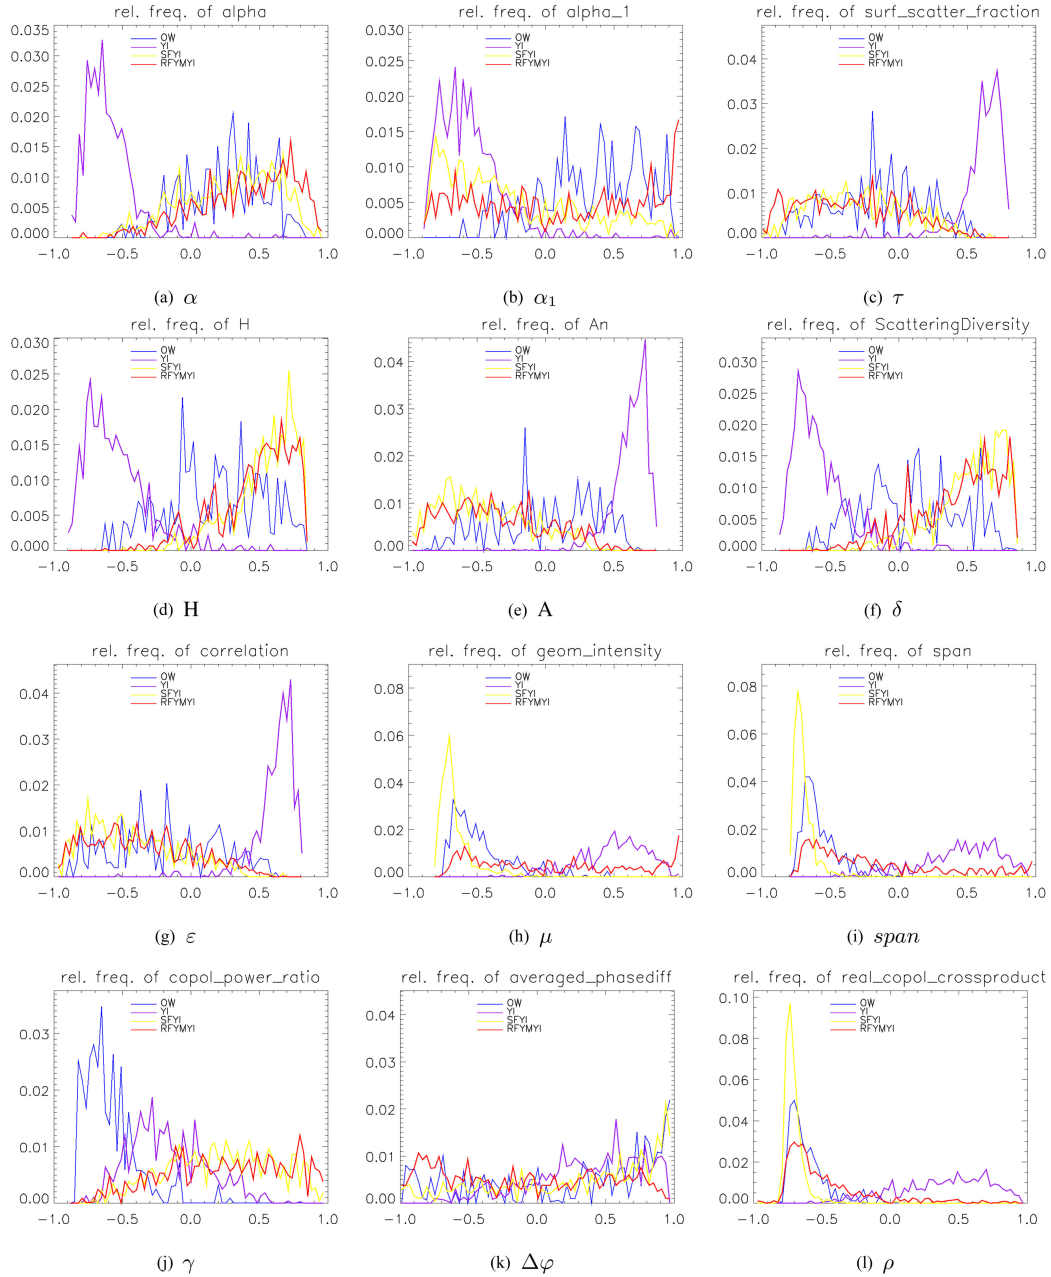 rel. freq. of alpha
OW
YI
SFYI
RFYMYI
0.035
0.030
0.025
0.020
0.015
0.010
0.005
0.000
−1.0 −0.5 0.0 0.5 1.0
(a) α
rel. freq. of alpha_1
OW
YI
SFYI
RFYMYI
0.030
0.025
0.020
0.015
0.010
0.005
0.000
−1.0 −0.5 0.0 0.5 1.0
(b) α1
rel. freq. of surf_scatter_fraction
OW
YI
SFYI
RFYMYI
0.04
0.03
0.02
0.01
0.00
−1.0 −0.5 0.0 0.5 1.0
(c) τ
rel. freq. of H
OW
YI
SFYI
RFYMYI
0.030
0.025
0.020
0.015
0.010
0.005
0.000
−1.0 −0.5 0.0 0.5 1.0
(d) H
rel. freq. of An
OW
YI
SFYI
RFYMYI
0.04
0.03
0.02
0.01
0.00
−1.0 −0.5 0.0 0.5 1.0
(e) A
rel. freq. of ScatteringDiversity
OW
YI
SFYI
RFYMYI
0.030
0.025
0.020
0.015
0.010
0.005
0.000
−1.0 −0.5 0.0 0.5 1.0
(f) δ
rel. freq. of correlation
OW
YI
SFYI
RFYMYI
0.04
0.03
0.02
0.01
0.00
−1.0 −0.5 0.0 0.5 1.0
(g) ε
rel. freq. of geom_intensity
OW
YI
SFYI
RFYMYI
0.08
0.06
0.04
0.02
0.00
−1.0 −0.5 0.0 0.5 1.0
(h) μ
rel. freq. of span
OW
YI
SFYI
RFYMYI
0.08
0.06
0.04
0.02
0.00
−1.0 −0.5 0.0 0.5 1.0
(i) span
rel. freq. of copol_power_ratio
OW
YI
SFYI
RFYMYI
0.03
0.02
0.01
0.00
−1.0 −0.5 0.0 0.5 1.0
(j) γ
rel. freq. of averaged_phasediff
OW
YI
SFYI
RFYMYI
0.04
0.03
0.02
0.01
0.00
−1.0 −0.5 0.0 0.5 1.0
(k) Δφ
rel. freq. of real_copol_crossproduct
OW
YI
SFYI
RFYMYI
0.10
0.08
0.06
0.04
0.02
0.00
−1.0 −0.5 0.0 0.5 1.0
(l) ρ